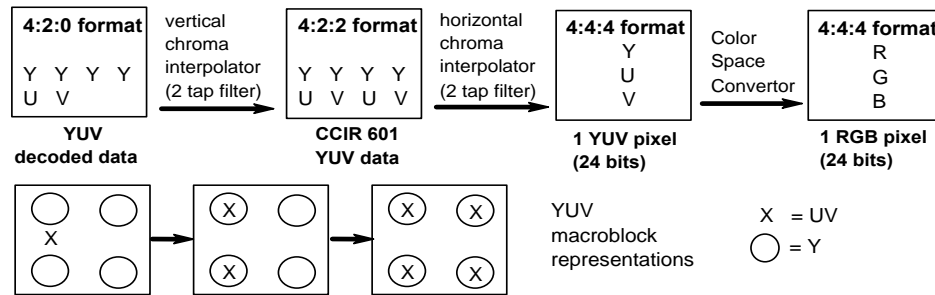 4:2:0 format
Y Y Y Y
U V
YUV
decoded data
vertical
chroma
interpolator
(2 tap filter)
4:2:2 format
Y Y Y Y
U V U V
CCIR 601
YUV data
horizontal
chroma
interpolator
(2 tap filter)
4:4:4 format
Y
U
V
1 YUV pixel
(24 bits)
Color
Space
Convertor
4:4:4 format
R
G
B
1 RGB pixel
(24 bits)
X
X
X
X X
X X
YUV
macroblock
representations
X = UV
= Y